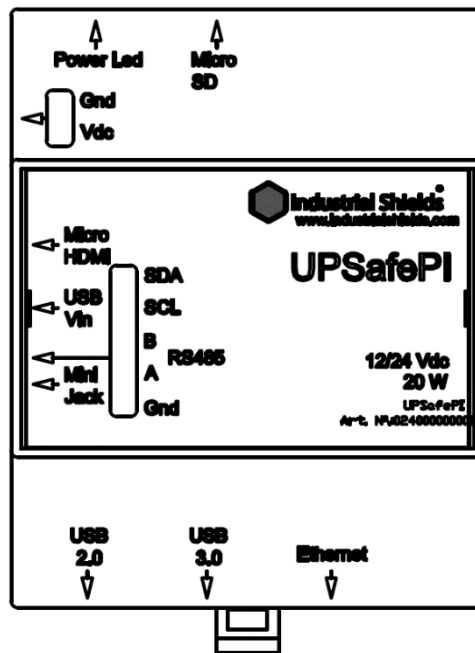 Power Led
Micro
SD
Gnd
Vdc
Industrial Shields®
www.industrialshields.com
Micro
HDMI
UPSafePI
SDA
USB
Vin
SCL
B
RS485
A
Mini
Jack
Gnd
12/24 Vdc
20 W
UPSafePI
Art.
USB
2.0
USB
3.0
Ethernet